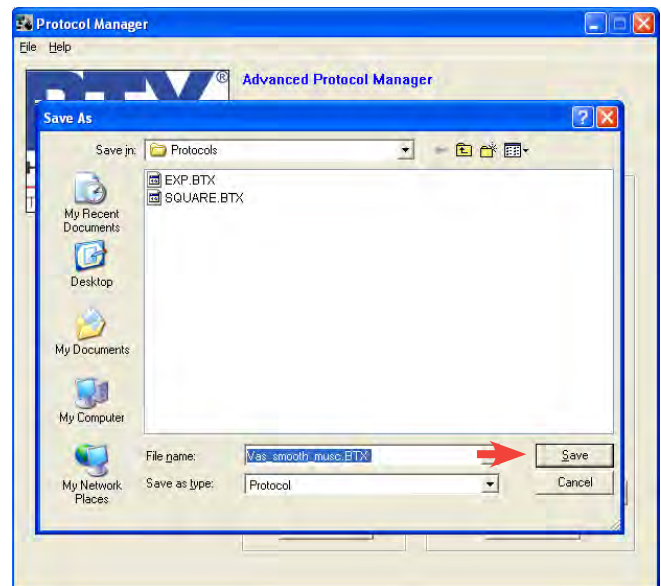 Protocol Manager
File Help
®
Advanced Protocol Manager
Save As
Save in: Protocols
EXP.BTX
SQUARE.BTX
My Recent
Documents
Desktop
My Documents
My Computer
My Network
Places
File name: Vas_smooth_musc.BTX
Save
Save as type: Protocol
Cancel